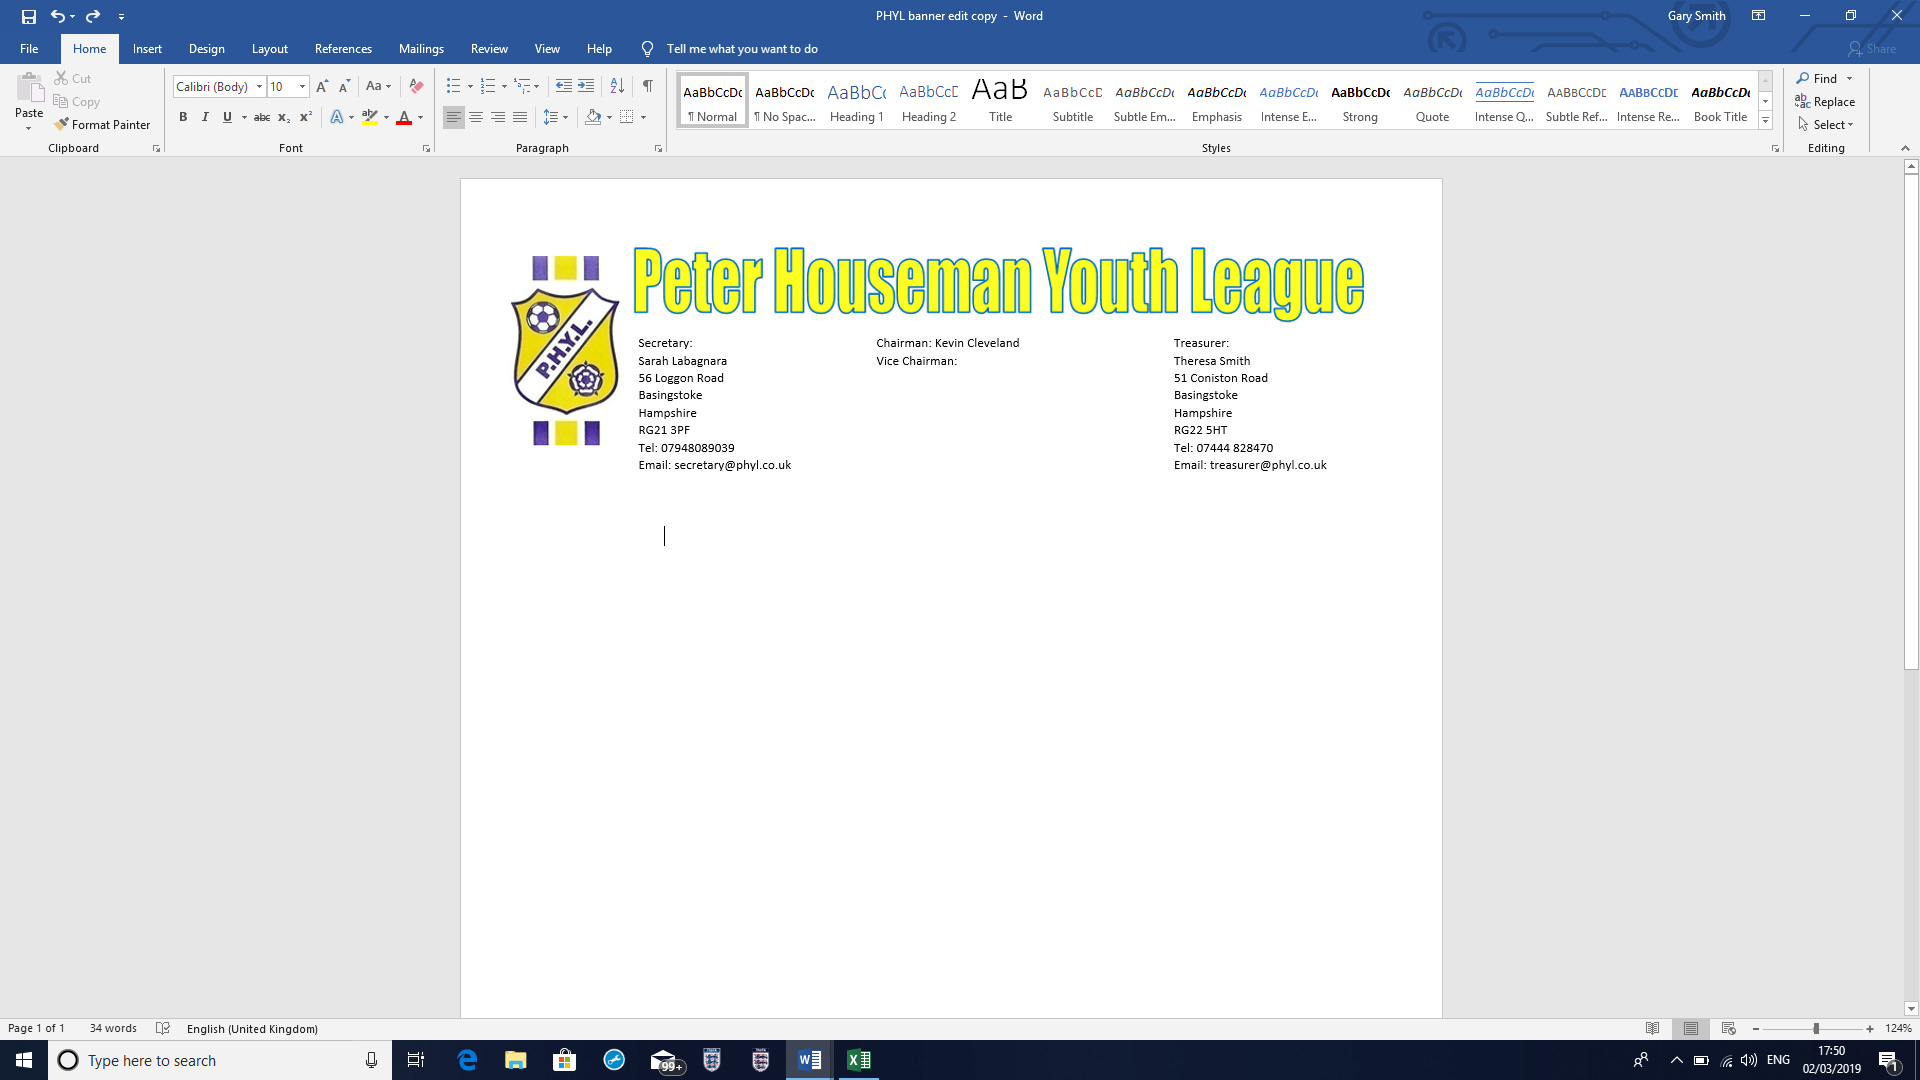 PHYL banner edit copy - Word
Gary Smith
File Home Insert Design Layout References Mailings Review View Help Tell me what you want to do Share
Paste
Cut
Copy
Format Painter
Clipboard
Calibri (Body) 10
Font
Paragraph
AaBbCcDc AaBbCcDc AaBbCc AaBbCcD AaB AaBbCcD AaBbCcDc AaBbCcDc AaBbCcDc AaBbCcDc AaBbCcDc AaBbCcDc AABBCCDD AABBCCDD AaBbCcDc
¶ Normal ¶ No Spac... Heading 1 Heading 2 Title Subtitle Subtle Em... Emphasis Intense E... Strong Quote Intense Q... Subtle Ref... Intense Re... Book Title
Styles
Find
Replace
Select
Editing
Peter Houseman Youth League
P.H.Y.L.
Secretary:
Sarah Labagnara
56 Loggon Road
Basingstoke
Hampshire
RG21 3PF
Tel: 07948089039
Email: secretary@phyl.co.uk
Chairman: Kevin Cleveland
Vice Chairman:
Treasurer:
Theresa Smith
51 Coniston Road
Basingstoke
Hampshire
RG22 5HT
Tel: 07444 828470
Email: treasurer@phyl.co.uk
Page 1 of 1 34 words English (United Kingdom) 124%
Type here to search
99+
ENG
17:50
02/03/2019
1